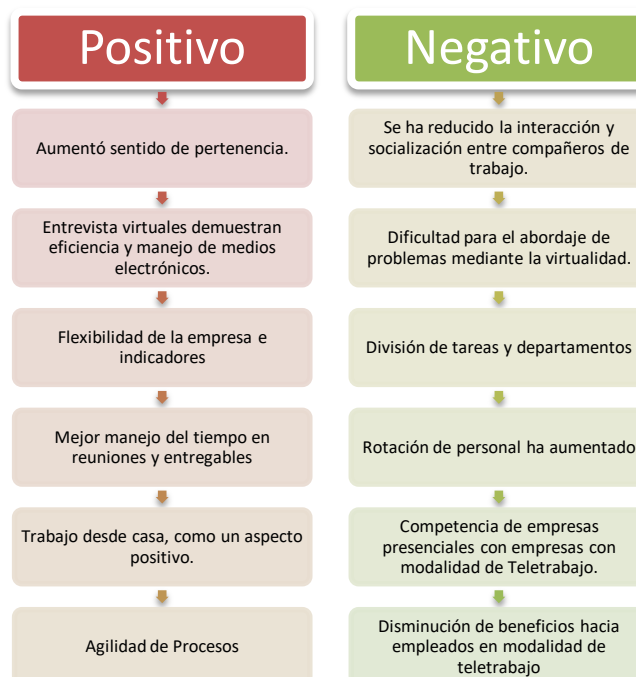 Positivo
Aumentó sentido de pertenencia.
Entrevista virtuales demuestran
eficiencia y manejo de medios
electrónicos.
Flexibilidad de la empresa e
indicadores
Mejor manejo del tiempo en
reuniones y entregables
Trabajo desde casa, como un aspecto
positivo.
Agilidad de Procesos
Negativo
Se ha reducido la interacción y
socialización entre compañeros de
trabajo.
Dificultad para el abordaje de
problemas mediante la virtualidad.
División de tareas y departamentos
Rotación de personal ha aumentado
Competencia de empresas
presenciales con empresas con
modalidad de Teletrabajo.
Disminución de beneficios hacia
empleados en modalidad de
teletrabajo